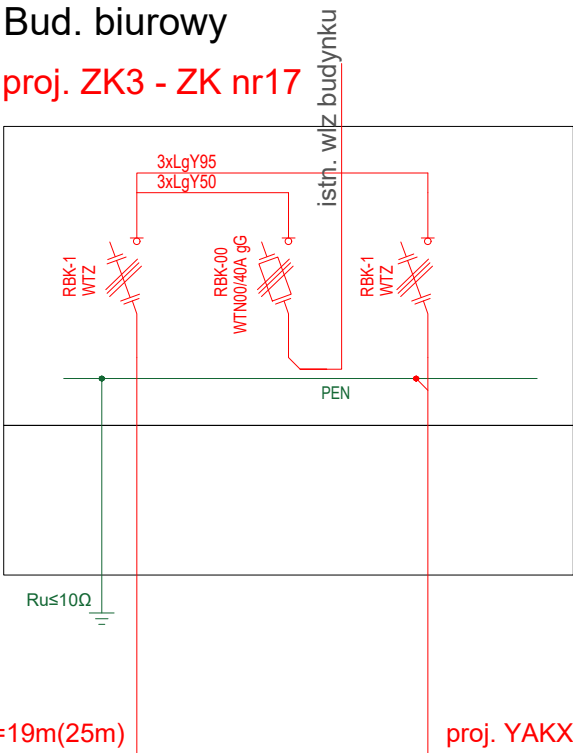 Bud. biurowy
proj. ZK3 - ZK nr17
istn. wlz budynku
3xLgY95
3xLgY50
RBK-1
WTZ
RBK-00
WTN00/40A gG
RBK-1
WTZ
PEN
Ru≤10Ω
=19m(25m)
proj. YAKX